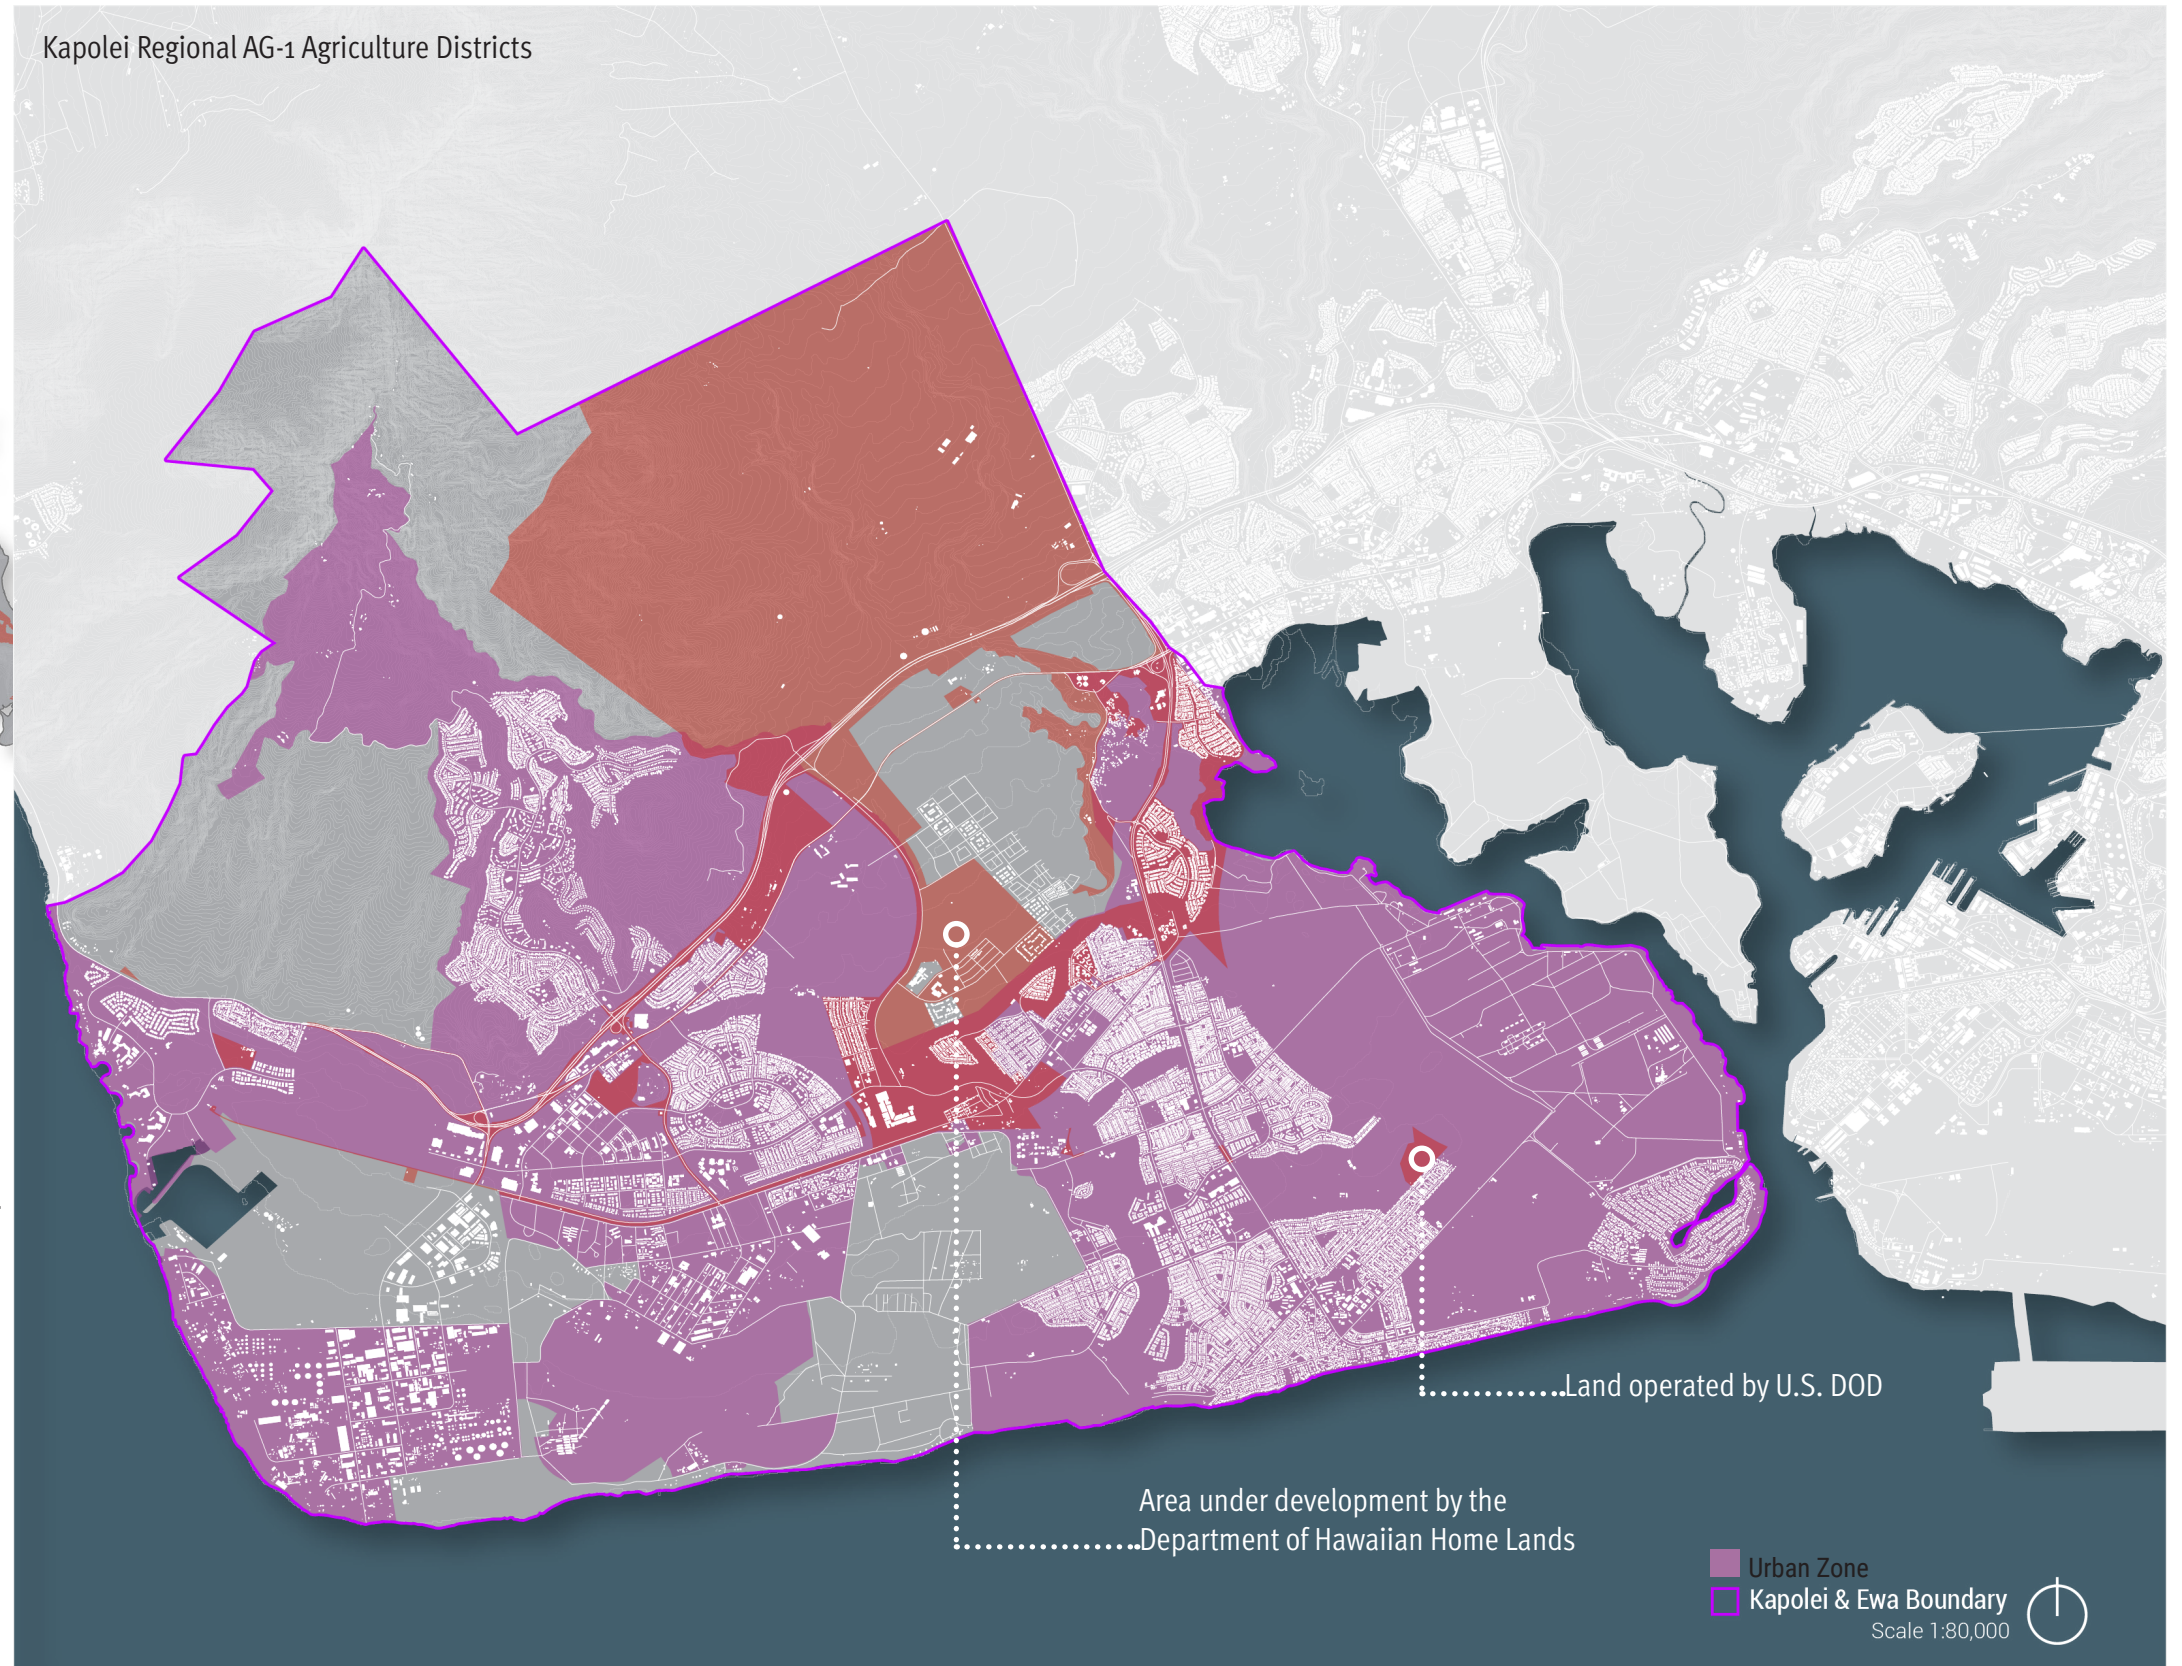 Kapolei Regional AG-1 Agriculture Districts
Land operated by U.S. DOD
Area under development by the
Department of Hawaiian Home Lands
Urban Zone
Kapolei & Ewa Boundary
Scale 1:80,000